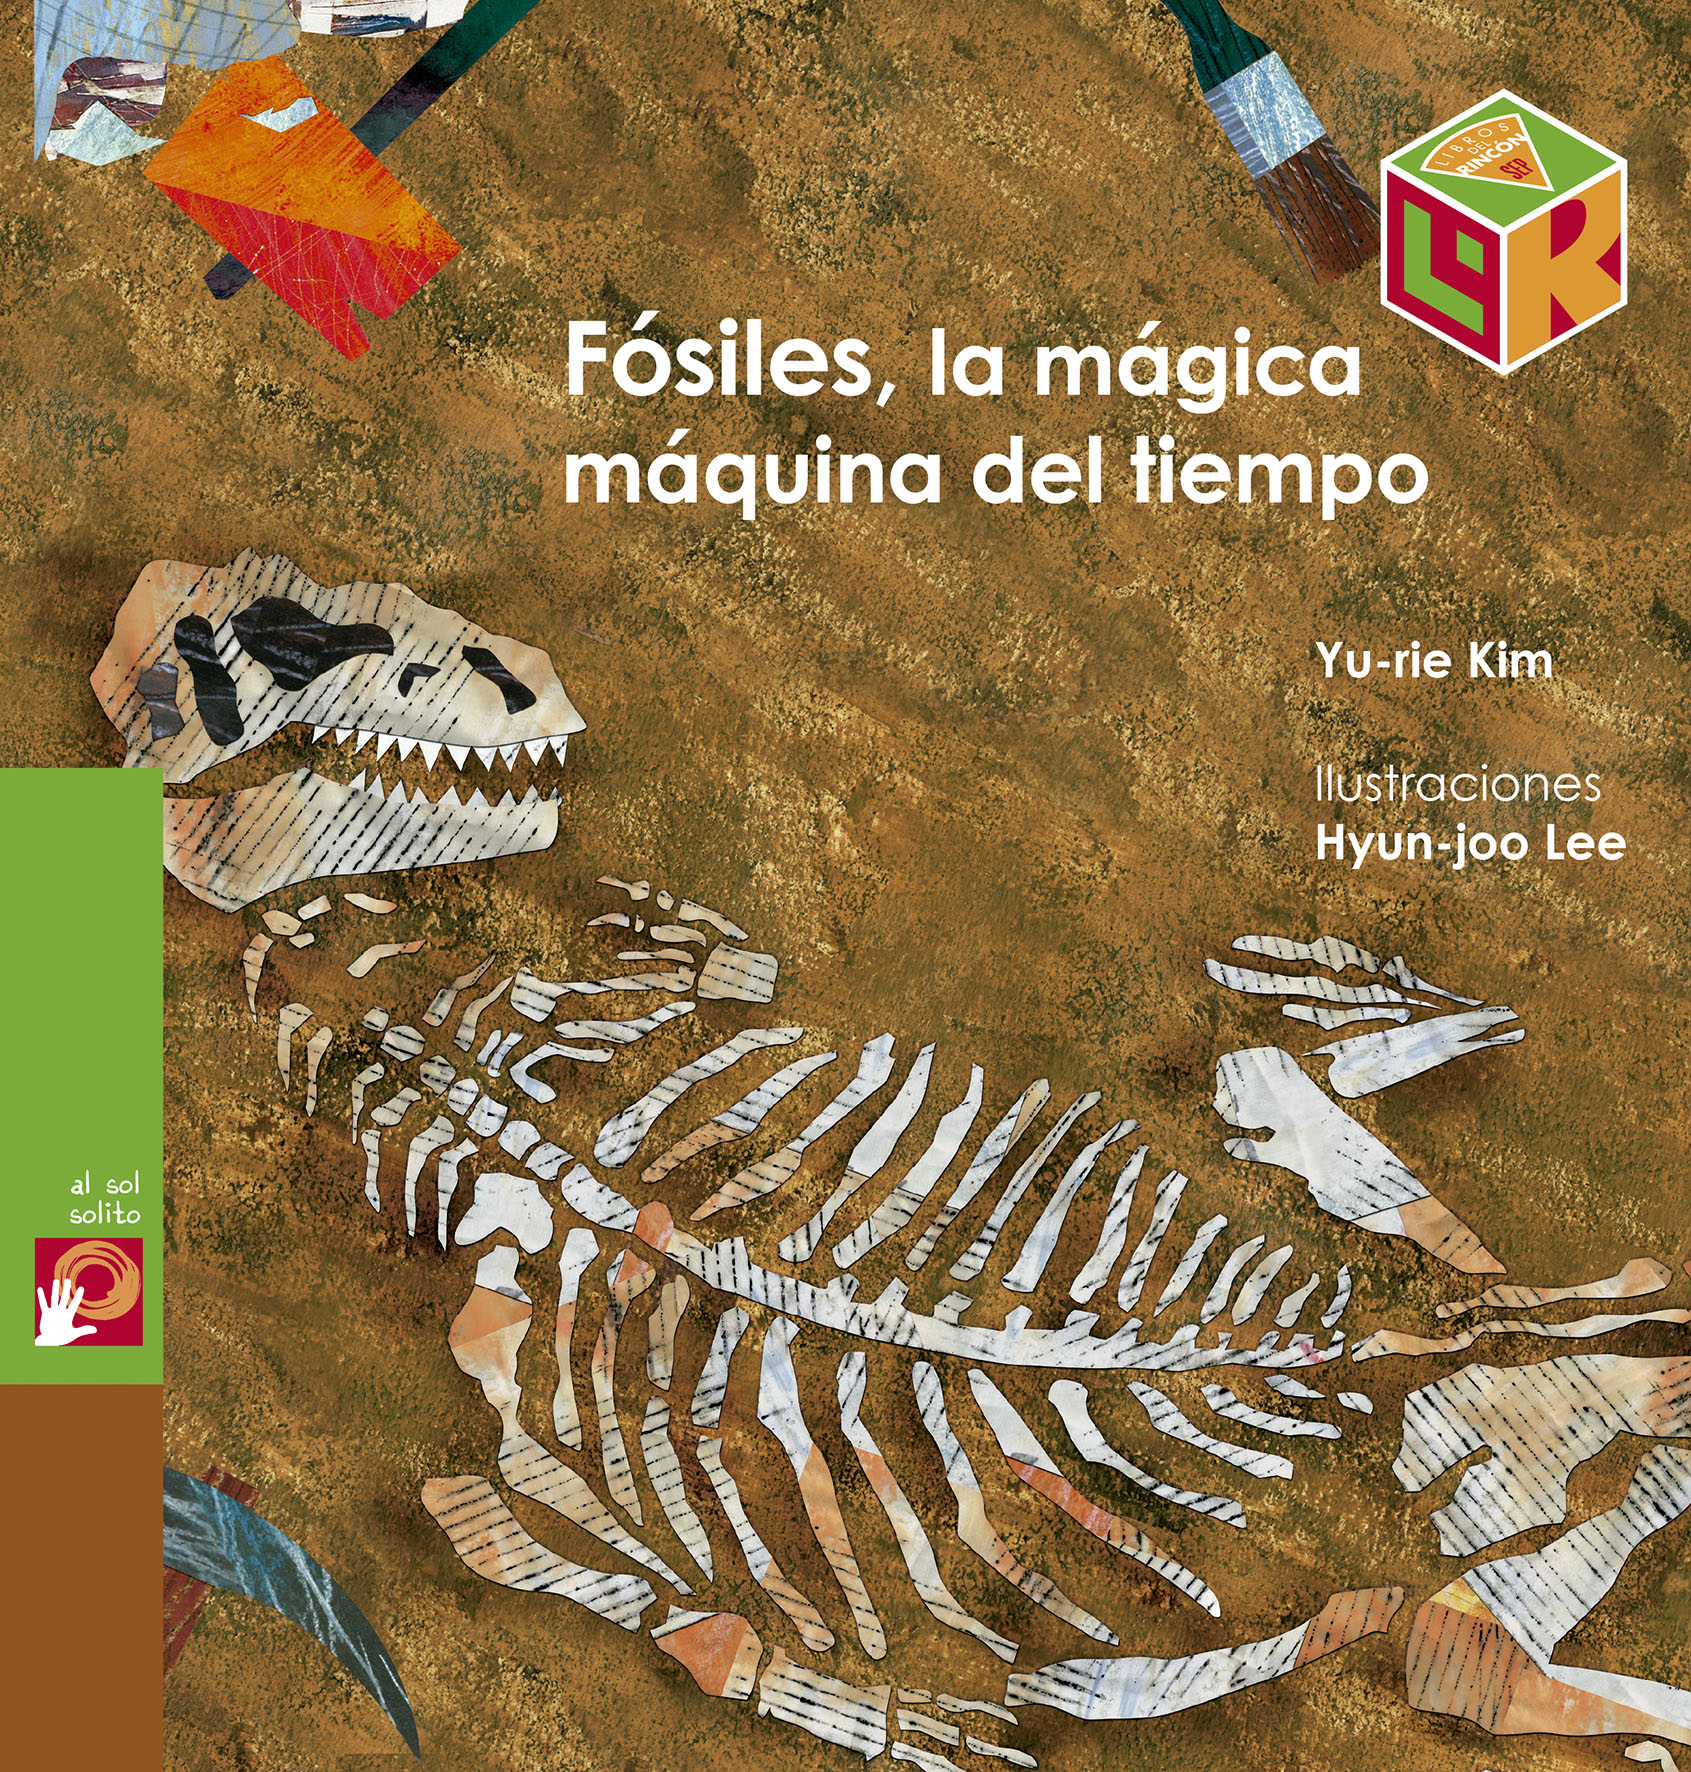 LIBROS
DEL
RINCÓN
SEP
LR
Fósiles, la mágica
máquina del tiempo
Yu-rie Kim
Ilustraciones
Hyun-joo Lee
al sol
solito